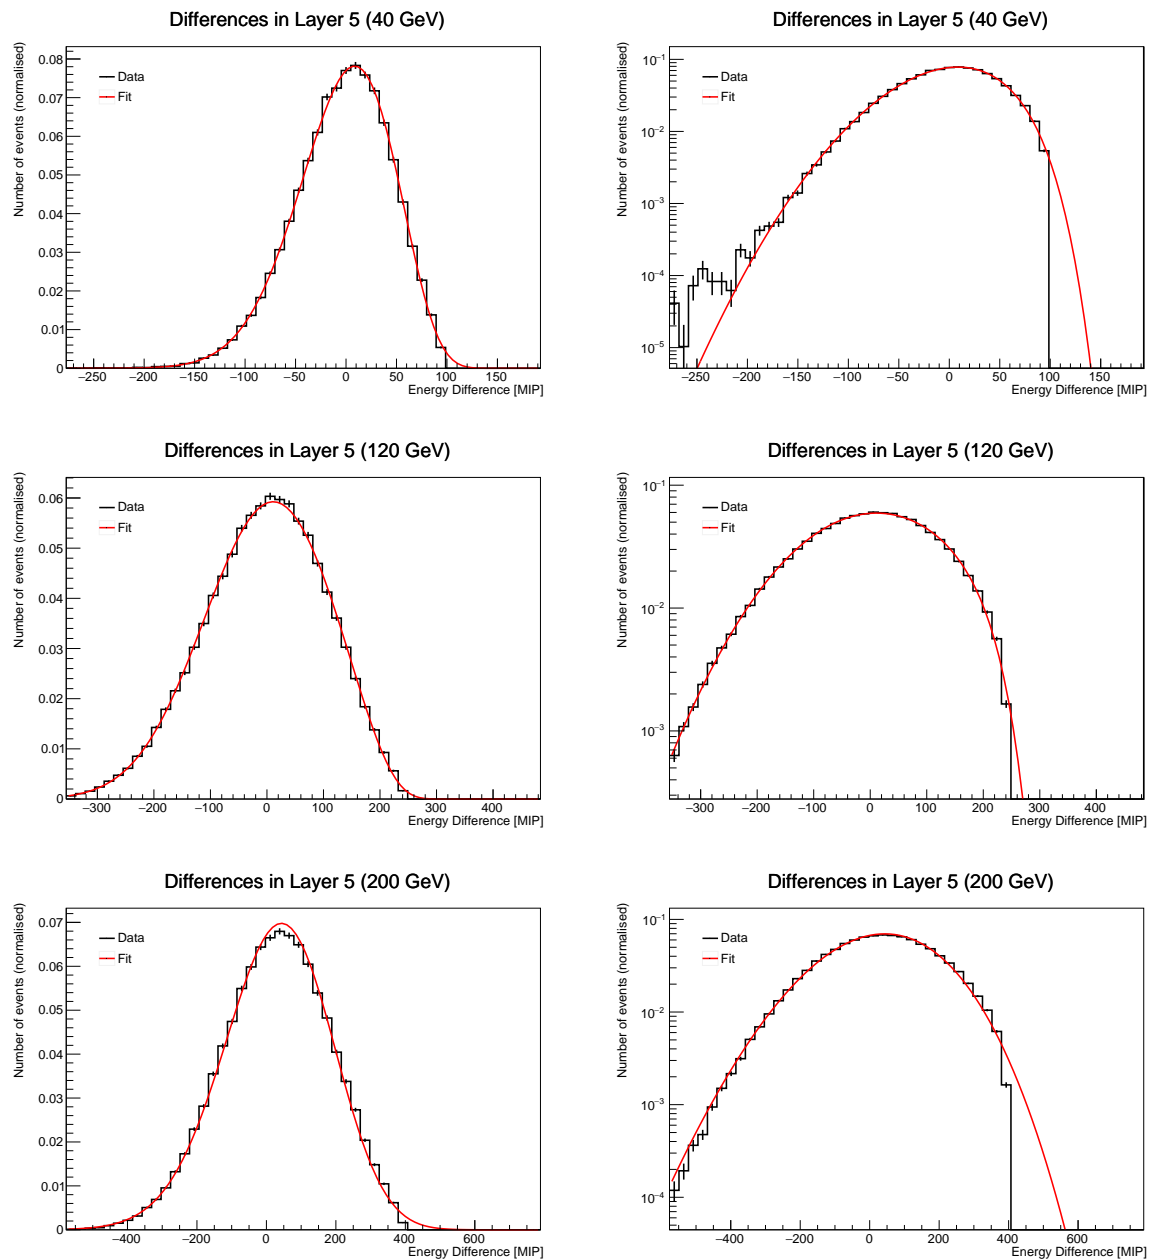 Differences in Layer 5 (40 GeV)
Number of events (normalised)
0.08
0.07
0.06
0.05
0.04
0.03
0.02
0.01
0
Data
Fit
−250 −200 −150 −100 −50 0 50 100 150
Energy Difference [MIP]
Differences in Layer 5 (40 GeV)
Number of events (normalised)
10−1
10−2
10−3
10−4
10−5
Data
Fit
−250 −200 −150 −100 −50 0 50 100 150
Energy Difference [MIP]
Differences in Layer 5 (120 GeV)
Number of events (normalised)
0.06
0.05
0.04
0.03
0.02
0.01
0
Data
Fit
−300 −200 −100 0 100 200 300 400
Energy Difference [MIP]
Differences in Layer 5 (120 GeV)
Number of events (normalised)
10−1
10−2
10−3
Data
Fit
−300 −200 −100 0 100 200 300 400
Energy Difference [MIP]
Differences in Layer 5 (200 GeV)
Number of events (normalised)
0.07
0.06
0.05
0.04
0.03
0.02
0.01
0
Data
Fit
−400 −200 0 200 400 600
Energy Difference [MIP]
Differences in Layer 5 (200 GeV)
Number of events (normalised)
10−1
10−2
10−3
10−4
Data
Fit
−400 −200 0 200 400 600
Energy Difference [MIP]